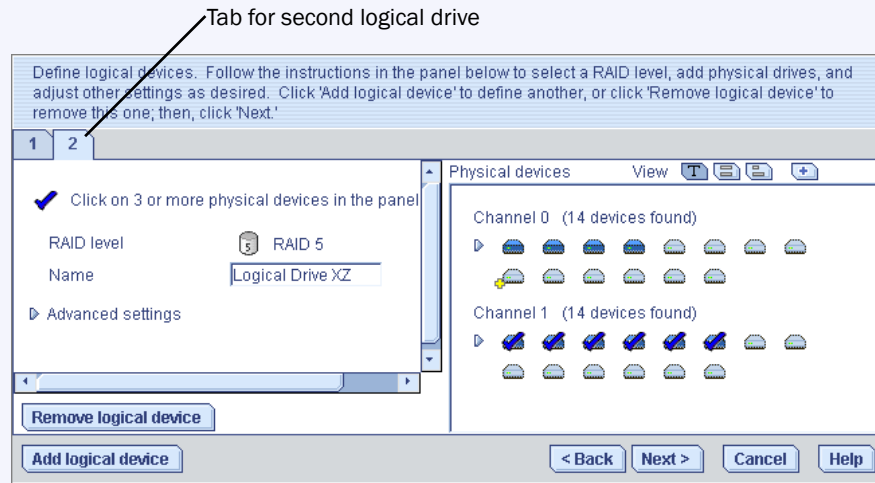 Tab for second logical drive
Define logical devices. Follow the instructions in the panel below to select a RAID level, add physical drives, and
adjust other settings as desired. Click 'Add logical device' to define another, or click 'Remove logical device' to
remove this one; then, click 'Next.'
1 2
Physical devices View T
Click on 3 or more physical devices in the panel
RAID level 5 RAID 5
Name Logical Drive XZ
Advanced settings
Channel 0 (14 devices found)
Channel 1 (14 devices found)
Remove logical device
Add logical device < Back Next > Cancel Help